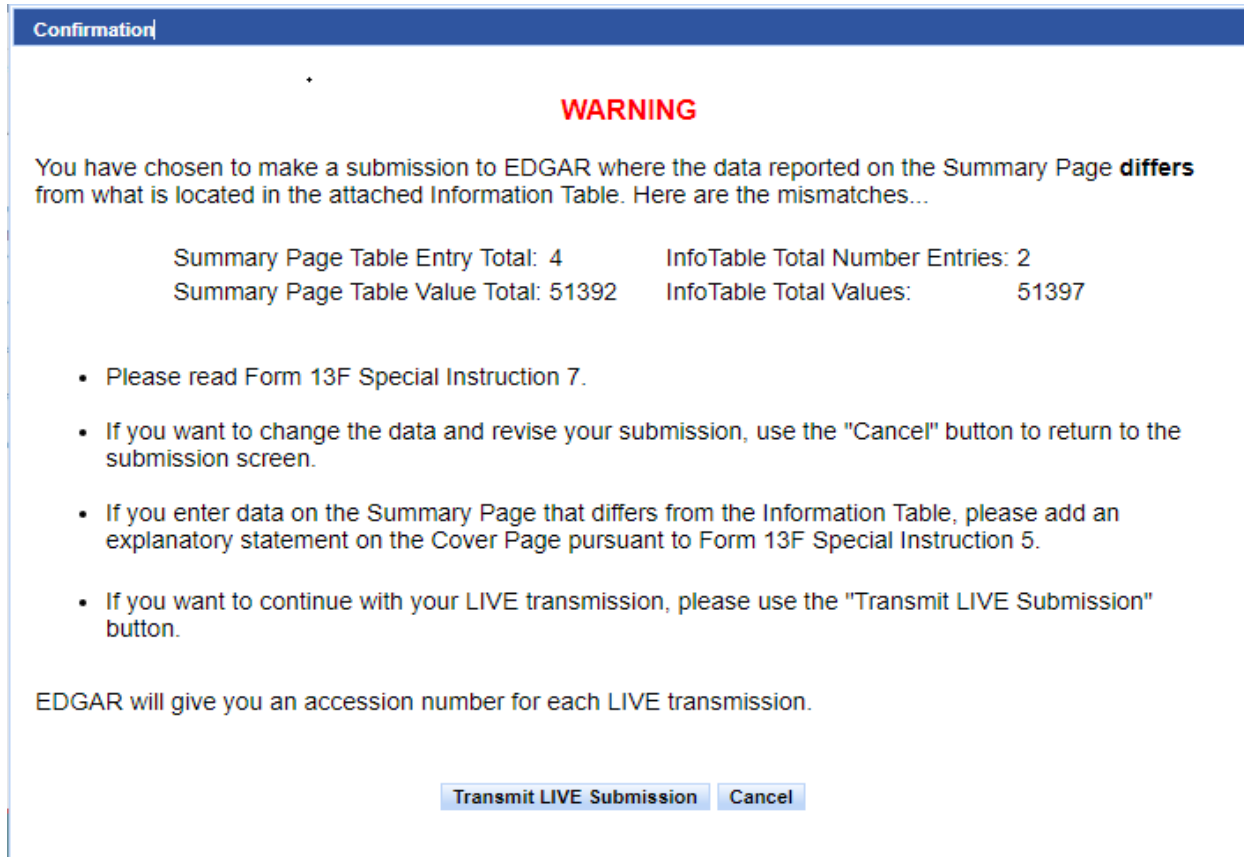 Confirmation
WARNING
You have chosen to make a submission to EDGAR where the data reported on the Summary Page differs
from what is located in the attached Information Table. Here are the mismatches...
Summary Page Table Entry Total: 4 InfoTable Total Number Entries: 2
Summary Page Table Value Total: 51392 InfoTable Total Values: 51397
• Please read Form 13F Special Instruction 7.
• If you want to change the data and revise your submission, use the "Cancel" button to return to the
submission screen.
• If you enter data on the Summary Page that differs from the Information Table, please add an
explanatory statement on the Cover Page pursuant to Form 13F Special Instruction 5.
• If you want to continue with your LIVE transmission, please use the "Transmit LIVE Submission"
button.
EDGAR will give you an accession number for each LIVE transmission.
Transmit LIVE Submission Cancel